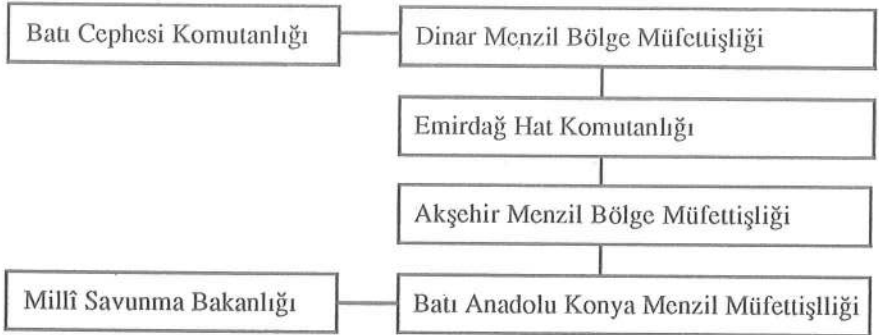 Batı Cephesi Komutanlığı
Dinar Menzil Bölge Müfettişliği
Emirdağ Hat Komutanlığı
Akşehir Menzil Bölge Müfettişliği
Millî Savunma Bakanlığı
Batı Anadolu Konya Menzil Müfettişlliği